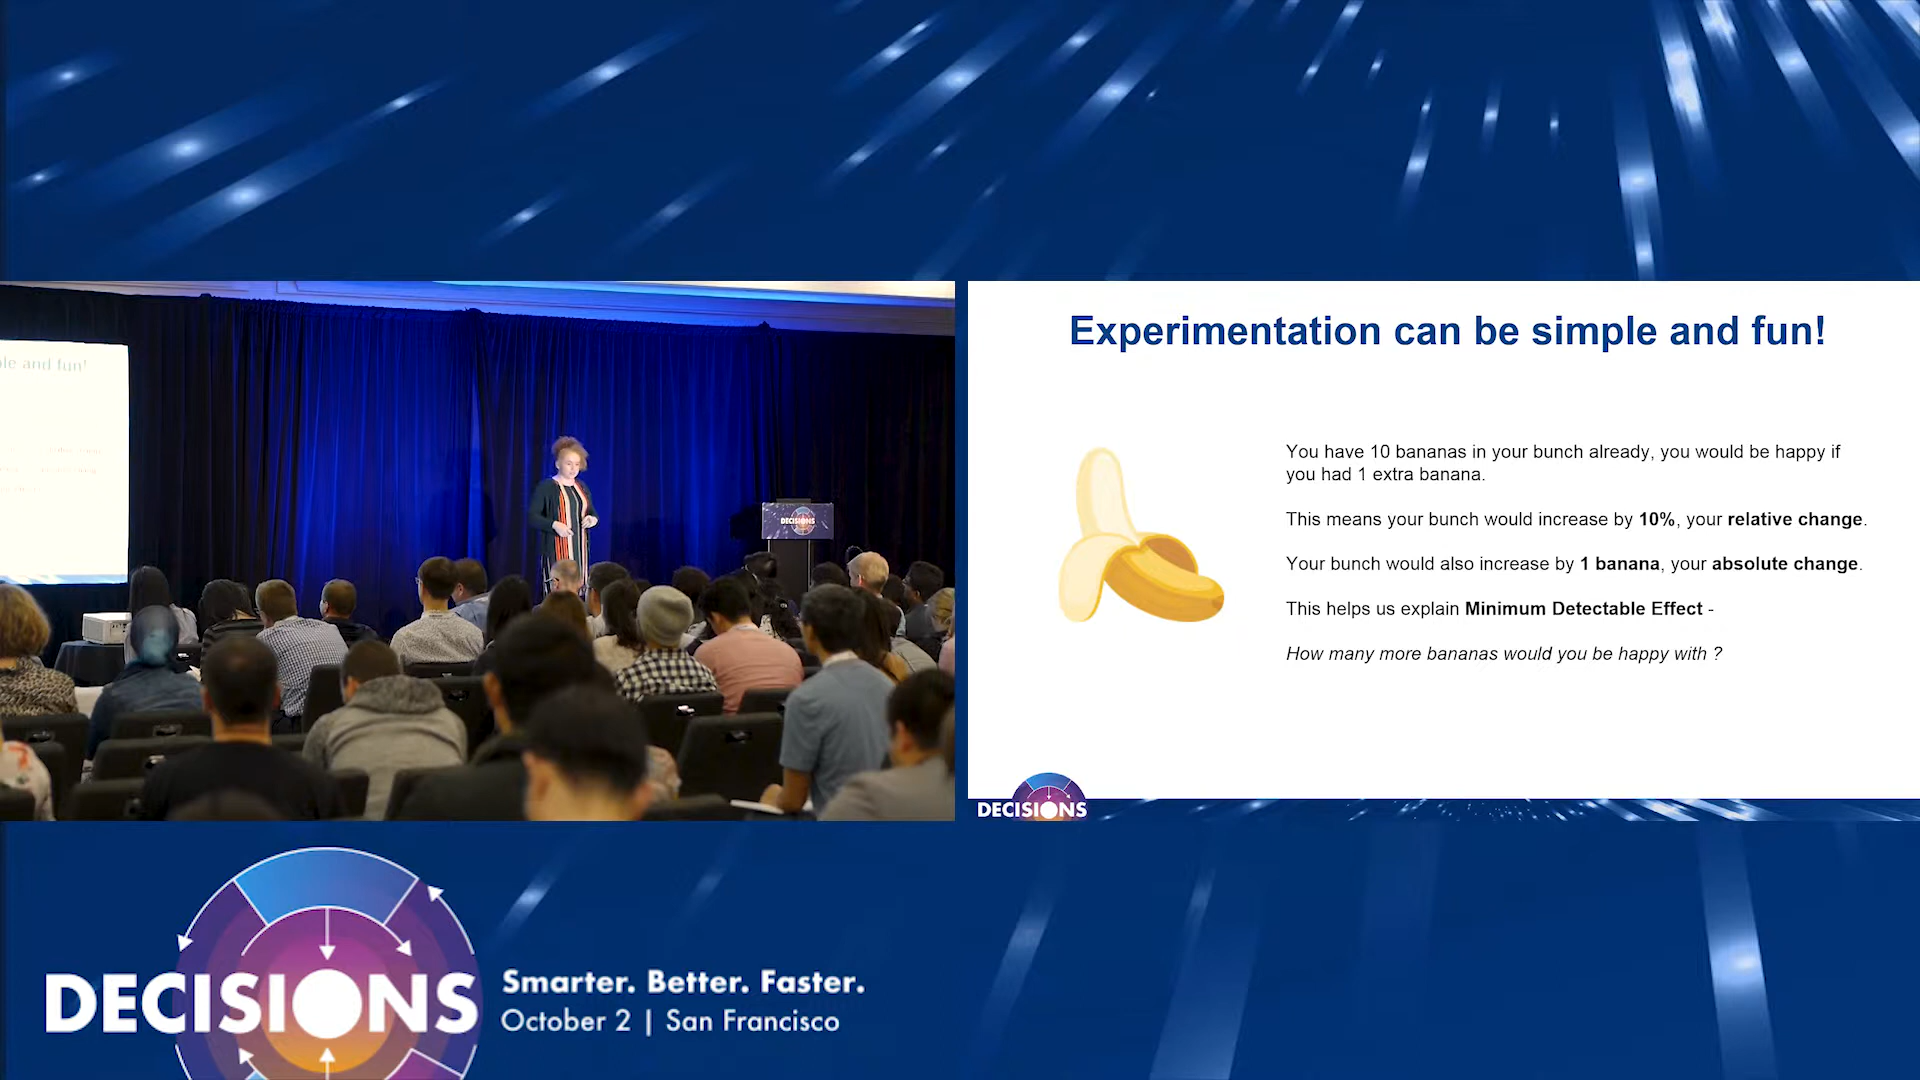 ple and fun!
DECISIONS
Experimentation can be simple and fun!
You have 10 bananas in your bunch already, you would be happy if
you had 1 extra banana.
This means your bunch would increase by 10%, your relative change.
Your bunch would also increase by 1 banana, your absolute change.
This helps us explain Minimum Detectable Effect -
How many more bananas would you be happy with ?
DECISIONS
DECISIONS
Smarter. Better. Faster.
October 2 | San Francisco